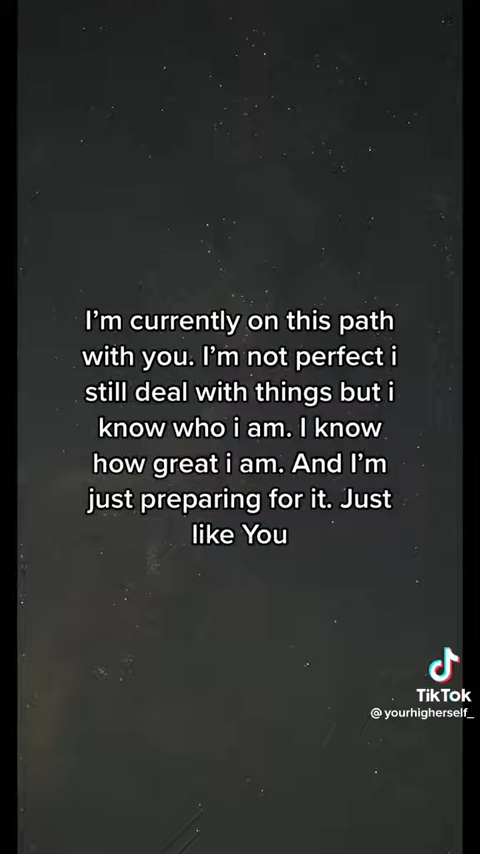 I'm currently on this path
with you. I'm not perfect i
still deal with things but i
know who i am. I know
how great i am. And I'm
just preparing for it. Just
like You
TikTok
@yourhigherself_